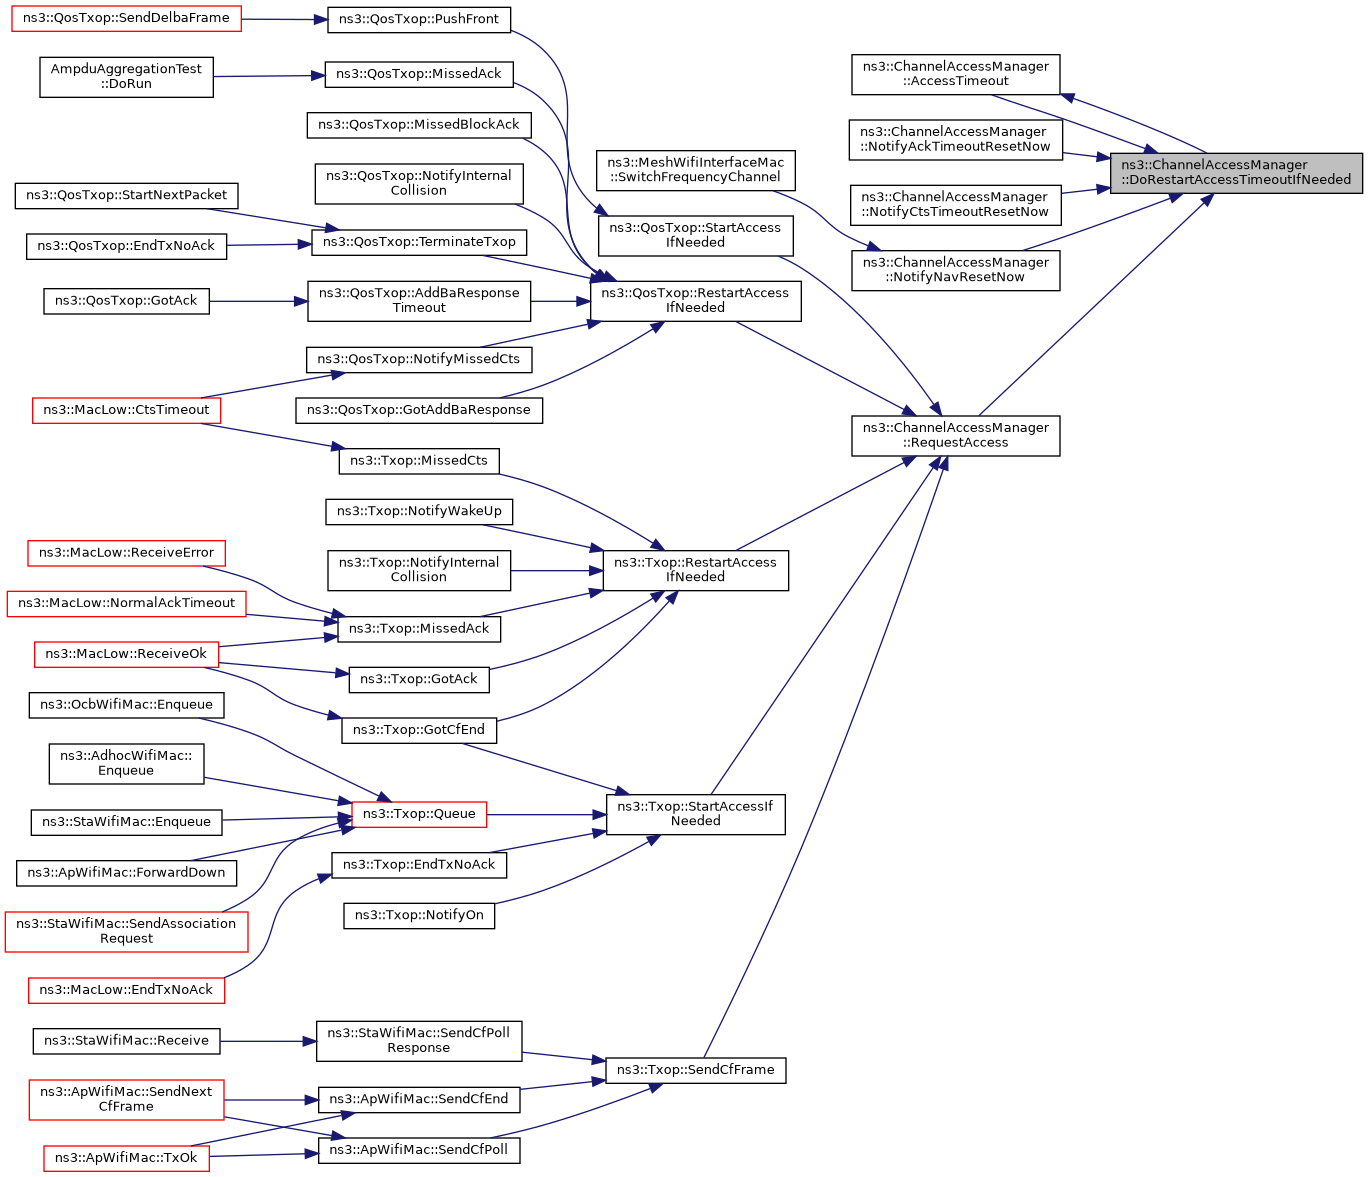 ns3::QosTxop::SendDelbaFrame
ns3::QosTxop::PushFront
AmpduAggregationTest
::DoRun
ns3::QosTxop::MissedAck
ns3::QosTxop::MissedBlockAck
ns3::QosTxop::NotifyInternal
Collision
ns3::QosTxop::StartNextPacket
ns3::QosTxop::EndTxNoAck
ns3::QosTxop::TerminateTxop
ns3::QosTxop::GotAck
ns3::QosTxop::AddBaResponse
Timeout
ns3::QosTxop::NotifyMissedCts
ns3::MacLow::CtsTimeout
ns3::QosTxop::GotAddBaResponse
ns3::Txop::MissedCts
ns3::Txop::NotifyWakeUp
ns3::MacLow::ReceiveError
ns3::Txop::NotifyInternal
Collision
ns3::MacLow::NormalAckTimeout
ns3::Txop::MissedAck
ns3::MacLow::ReceiveOk
ns3::Txop::GotAck
ns3::OcbWifiMac::Enqueue
ns3::Txop::GotCfEnd
ns3::AdhocWifiMac::
Enqueue
ns3::StaWifiMac::Enqueue
ns3::Txop::Queue
ns3::ApWifiMac::ForwardDown
ns3::Txop::EndTxNoAck
ns3::StaWifiMac::SendAssociation
Request
ns3::Txop::NotifyOn
ns3::MacLow::EndTxNoAck
ns3::StaWifiMac::Receive
ns3::StaWifiMac::SendCfPoll
Response
ns3::ApWifiMac::SendNext
CfFrame
ns3::ApWifiMac::SendCfEnd
ns3::ApWifiMac::TxOk
ns3::ApWifiMac::SendCfPoll
ns3::MeshWifiInterfaceMac
::SwitchFrequencyChannel
ns3::QosTxop::StartAccess
IfNeeded
ns3::QosTxop::RestartAccess
IfNeeded
ns3::Txop::RestartAccess
IfNeeded
ns3::Txop::StartAccessIf
Needed
ns3::Txop::SendCfFrame
ns3::ChannelAccessManager
::AccessTimeout
ns3::ChannelAccessManager
::NotifyAckTimeoutResetNow
ns3::ChannelAccessManager
::NotifyCtsTimeoutResetNow
ns3::ChannelAccessManager
::NotifyNavResetNow
ns3::ChannelAccessManager
::RequestAccess
ns3::ChannelAccessManager
::DoRestartAccessTimeoutIfNeeded